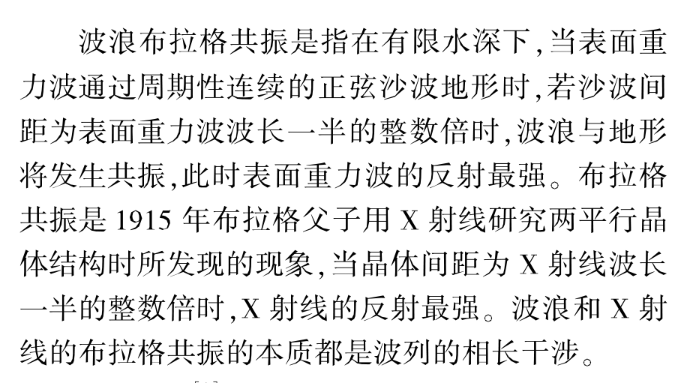 波浪布拉格共振是指在有限水深下,当表面重
力波通过周期性连续的正弦沙波地形时,若沙波间
距为表面重力波波长一半的整数倍时,波浪与地形
将发生共振,此时表面重力波的反射最强。布拉格
共振是 1915 年布拉格父子用 X 射线研究两平行晶
体结构时所发现的现象,当晶体间距为 X 射线波长
一半的整数倍时,X 射线的反射最强。波浪和 X 射
线的布拉格共振的本质都是波列的相长干涉。